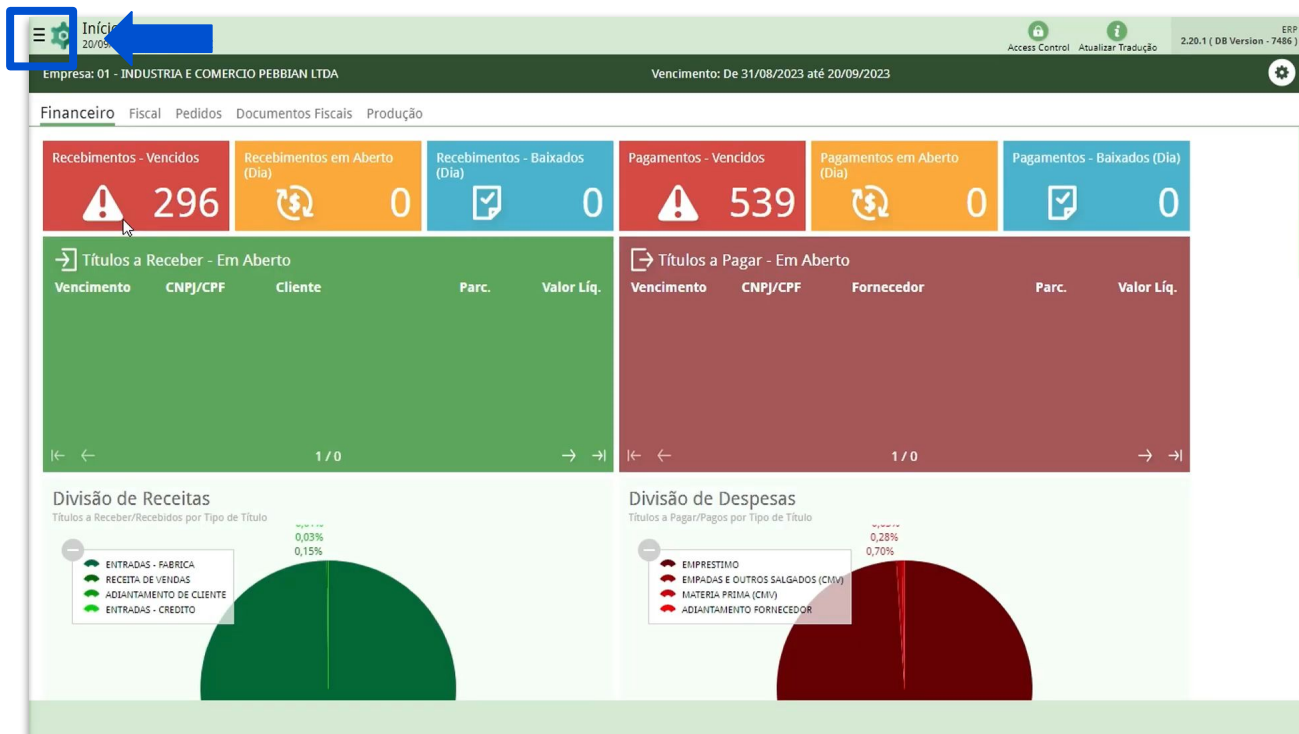 Iníci
20/09
Access Control
Atualizar Tradução
ERP
2.20.1 ( DB Version - 7486 )
Empresa: 01 - INDUSTRIA E COMERCIO PEBBIAN LTDA
Vencimento: De 31/08/2023 até 20/09/2023
Financeiro Fiscal Pedidos Documentos Fiscais Produção
Recebimentos - Vencidos
296
Recebimentos em Aberto
(Dia)
0
Recebimentos - Baixados
(Dia)
0
Pagamentos - Vencidos
539
Pagamentos em Aberto
(Dia)
0
Pagamentos - Baixados (Dia)
0
Títulos a Receber - Em Aberto
Vencimento CNPJ/CPF Cliente Parc. Valor Líq.
1 / 0
Títulos a Pagar - Em Aberto
Vencimento CNPJ/CPF Fornecedor Parc. Valor Líq.
1 / 0
Divisão de Receitas
Títulos a Receber/Recebidos por Tipo de Título
0,03%
0,15%
ENTRADAS - FABRICA
RECEITA DE VENDAS
ADIANTAMENTO DE CLIENTE
ENTRADAS - CREDITO
Divisão de Despesas
Títulos a Pagar/Pagos por Tipo de Título
0,28%
0,70%
EMPRESTIMO
EMPADAS E OUTROS SALGADOS (CMV)
MATERIA PRIMA (CMV)
ADIANTAMENTO FORNECEDOR